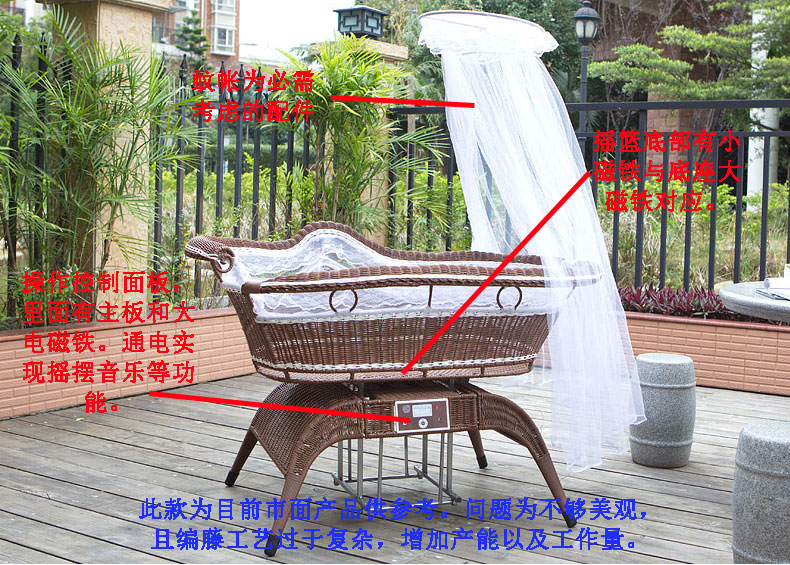 蚊帐为必需
考虑的配件
摇篮底部有小
磁铁与底座大
磁铁对应。
操作控制面板，
里面有主板和大
电磁铁。通电实
现摇摆音乐等功
能。
此款为目前市面产品供参考。问题为不够美观，
且编藤工艺过于复杂，增加产能以及工作量。